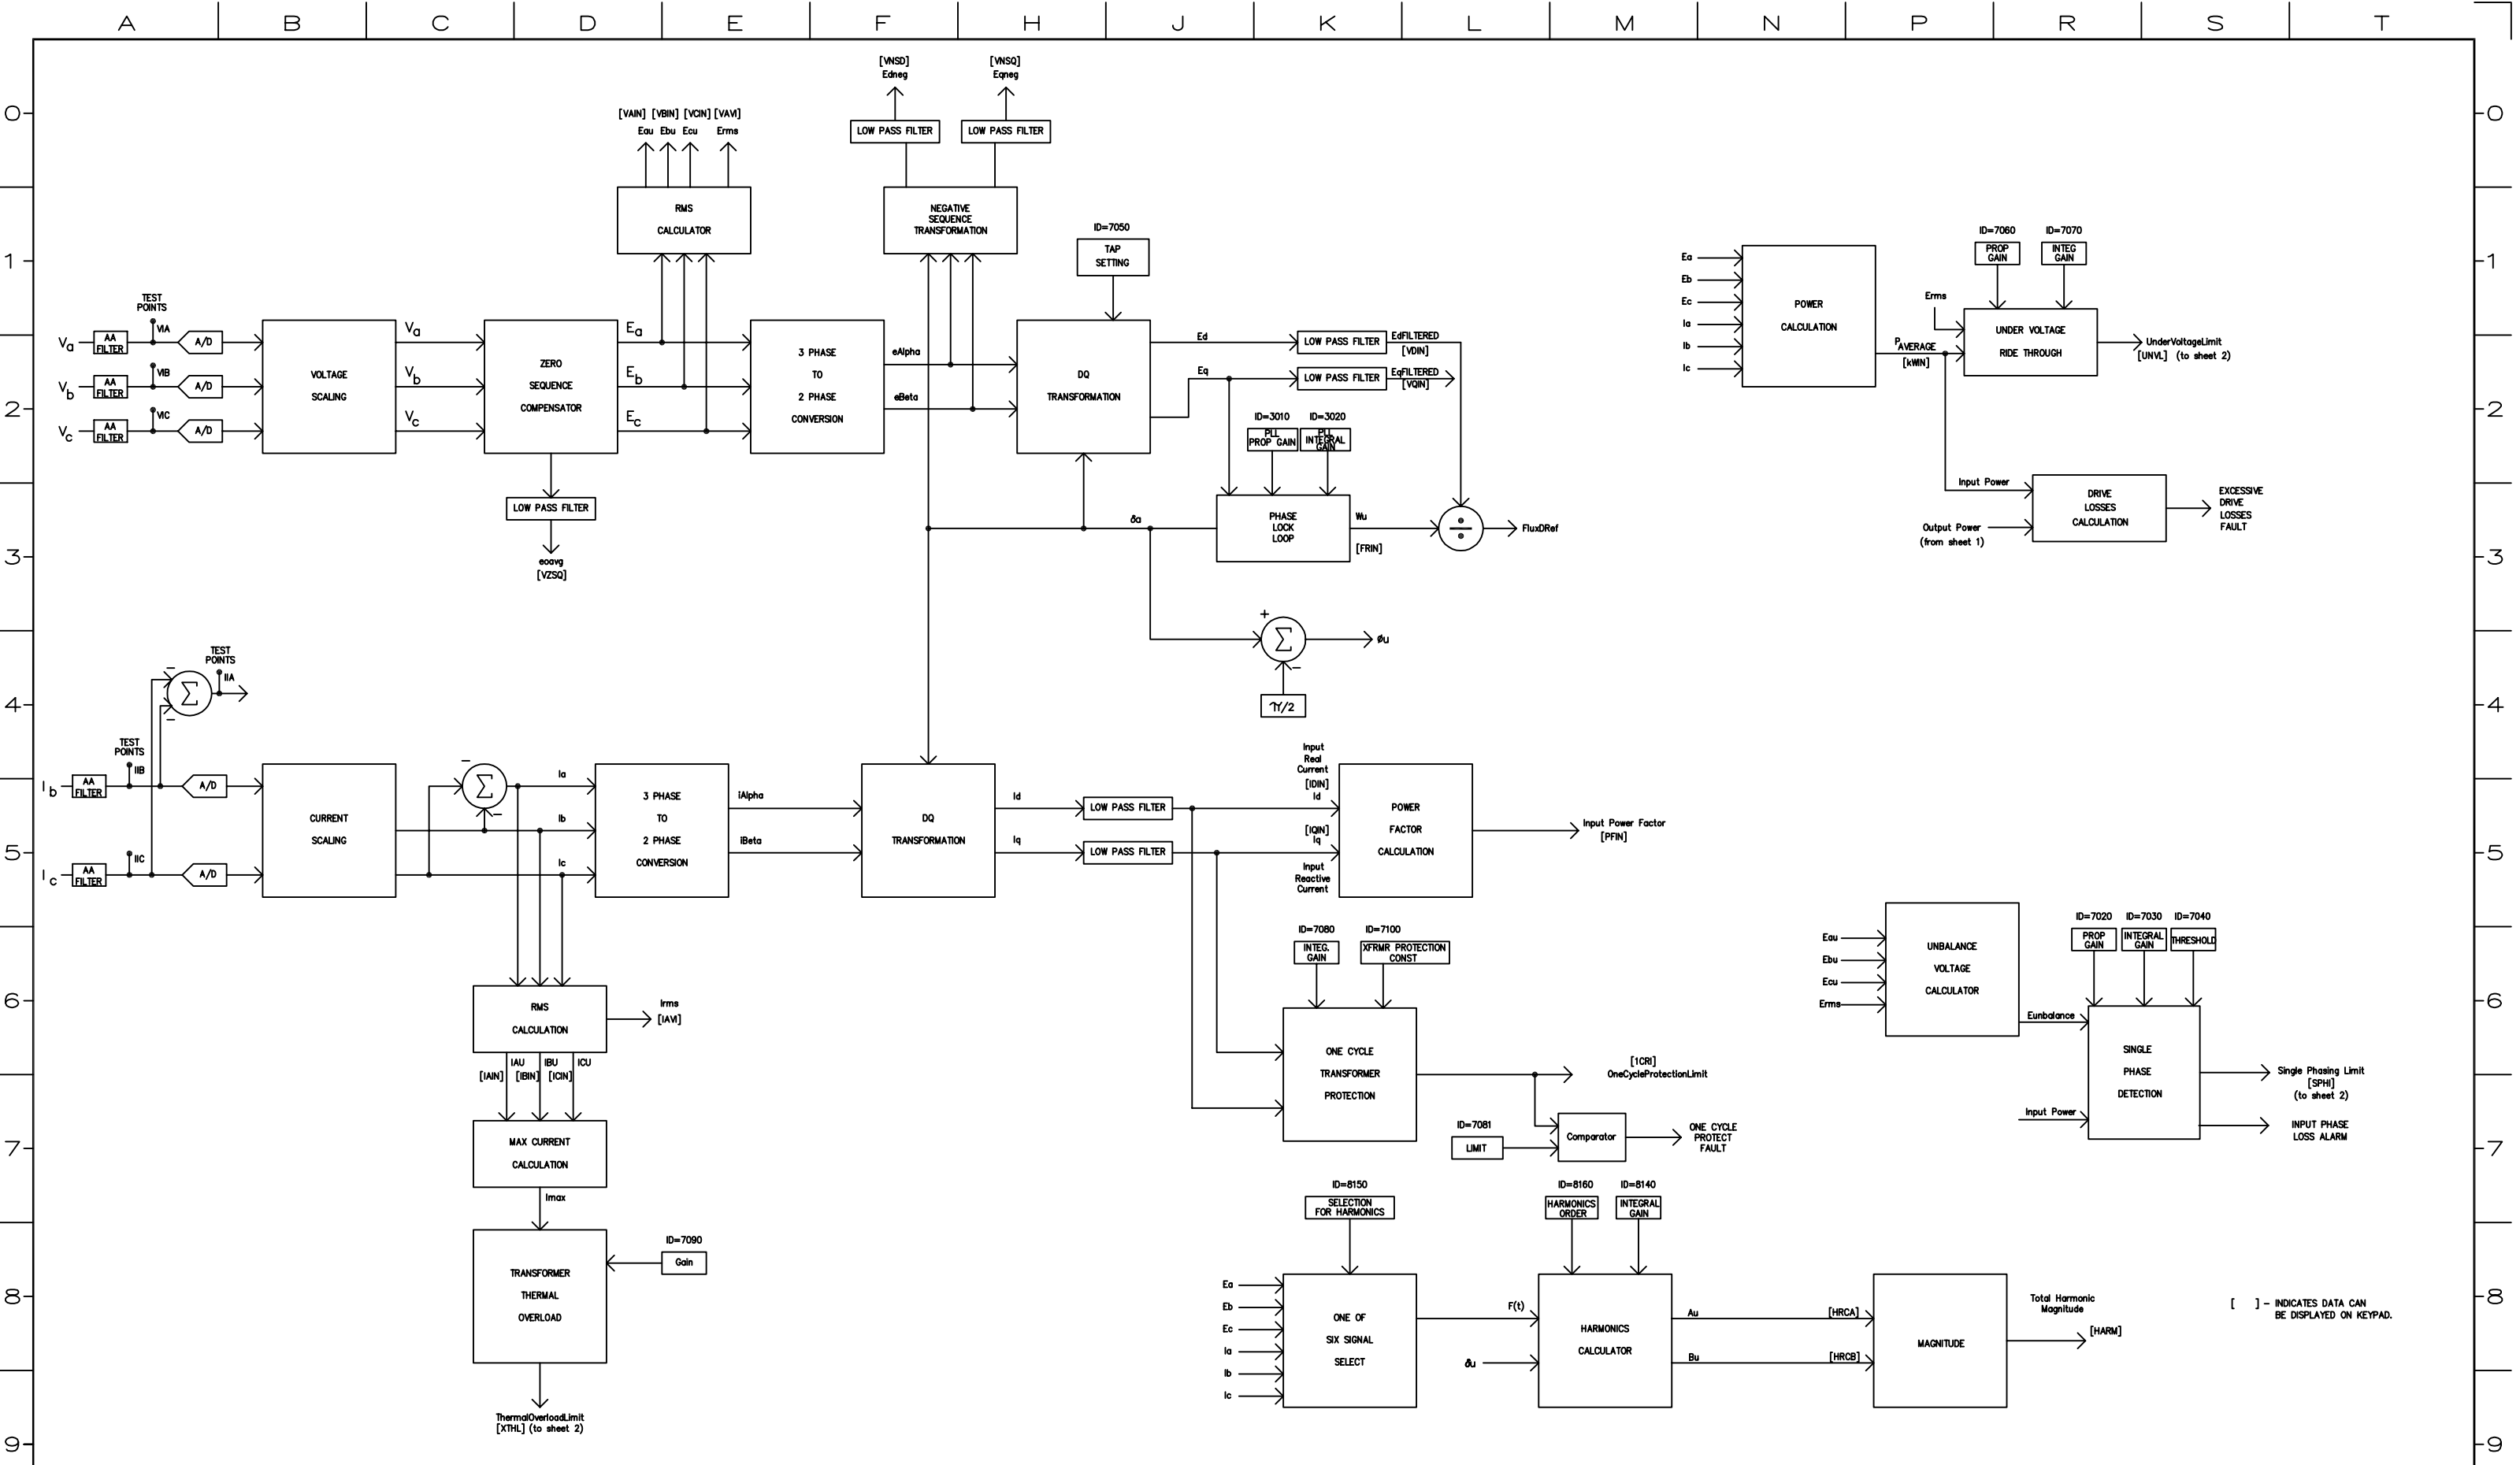 A B C D E F H J K L M N P R S T
0
0
1
1
2
2
3
3
4
4
5
5
6
6
7
7
8
8
9
9
[VNSD]
Edneg
[VNSQ]
Eqneg
LOW PASS FILTER
LOW PASS FILTER
[VAIN] [VBIN] [VCIN] [VAVI]
Eau Ebu Ecu Erms
RMS
CALCULATOR
NEGATIVE
SEQUENCE
TRANSFORMATION
ID=7050
TAP
SETTING
TEST
POINTS
VIA
VIB
VIC
Va
Vb
Vc
AA
FILTER
AA
FILTER
AA
FILTER
A/D
A/D
A/D
VOLTAGE
SCALING
Va
Vb
Vc
ZERO
SEQUENCE
COMPENSATOR
Ea
Eb
Ec
3 PHASE
TO
2 PHASE
CONVERSION
eAlpha
eBeta
DQ
TRANSFORMATION
Ed
Eq
LOW PASS FILTER
LOW PASS FILTER
EdFILTERED
[VDIN]
EqFILTERED
[VQIN]
ID=3010
ID=3020
PLL
PROP GAIN
PLL
INTEGRAL
GAIN
LOW PASS FILTER
eoavg
[VZSQ]
PHASE
LOCK
LOOP
Wu
[FRIN]
÷
FluxDRef
+
Σ
−
Øu
π/2
Ea
Eb
Ec
Ia
Ib
Ic
POWER
CALCULATION
PAVERAGE
[kWIN]
Erms
ID=7060
ID=7070
PROP
GAIN
INTEG
GAIN
UNDER VOLTAGE
RIDE THROUGH
UnderVoltageLimit
[UNVL] (to sheet 2)
Input Power
Output Power
(from sheet 1)
DRIVE
LOSSES
CALCULATION
EXCESSIVE
DRIVE
LOSSES
FAULT
TEST
POINTS
IIA
−
Σ
−
TEST
POINTS
IIB
IIC
Ib
Ic
AA
FILTER
AA
FILTER
A/D
A/D
CURRENT
SCALING
−
Σ
−
Ia
Ib
Ic
3 PHASE
TO
2 PHASE
CONVERSION
iAlpha
iBeta
DQ
TRANSFORMATION
Id
Iq
LOW PASS FILTER
LOW PASS FILTER
Input
Real
Current
[IDIN]
Id
[IQIN]
Iq
Input
Reactive
Current
POWER
FACTOR
CALCULATION
Input Power Factor
[PFIN]
RMS
CALCULATION
Irms
[IAVI]
IAU IBU ICU
[IAIN] [IBIN] [ICIN]
MAX CURRENT
CALCULATION
Imax
TRANSFORMER
THERMAL
OVERLOAD
ID=7090
Gain
ThermalOverloadLimit
[XTHL] (to sheet 2)
ID=7080
ID=7100
INTEG.
GAIN
XFRMR PROTECTION
CONST
ONE CYCLE
TRANSFORMER
PROTECTION
[1CRI]
OneCycleProtectionLimit
ID=7081
LIMIT
Comparator
ONE CYCLE
PROTECT
FAULT
Eau
Ebu
Ecu
Erms
UNBALANCE
VOLTAGE
CALCULATOR
ID=7020
ID=7030
ID=7040
PROP
GAIN
INTEGRAL
GAIN
THRESHOLD
Eunbalance
Input Power
SINGLE
PHASE
DETECTION
Single Phasing Limit
[SPHI]
(to sheet 2)
INPUT PHASE
LOSS ALARM
ID=8150
SELECTION
FOR HARMONICS
Ea
Eb
Ec
Ia
Ib
Ic
ONE OF
SIX SIGNAL
SELECT
F(t)
ID=8160
ID=8140
HARMONICS
ORDER
INTEGRAL
GAIN
HARMONICS
CALCULATOR
Au
Bu
[HRCA]
[HRCB]
MAGNITUDE
Total Harmonic
Magnitude
[HARM]
[ ] - INDICATES DATA CAN
BE DISPLAYED ON KEYPAD.